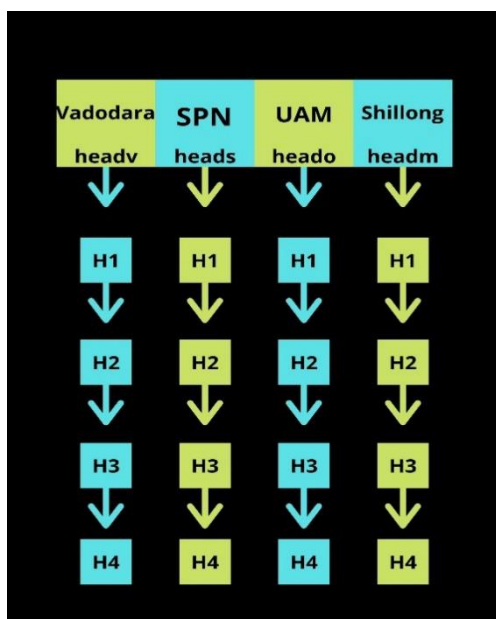 Vadodara SPN UAM Shillong
headv heads heado headm
H1 H1 H1 H1
H2 H2 H2 H2
H3 H3 H3 H3
H4 H4 H4 H4